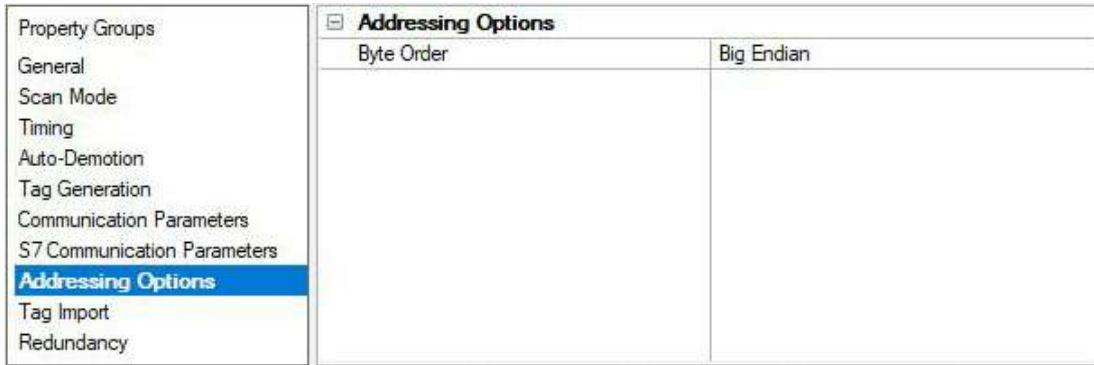 Property Groups
General
Scan Mode
Timing
Auto-Demotion
Tag Generation
Communication Parameters
S7 Communication Parameters
Addressing Options
Tag Import
Redundancy
Addressing Options
Byte Order Big Endian